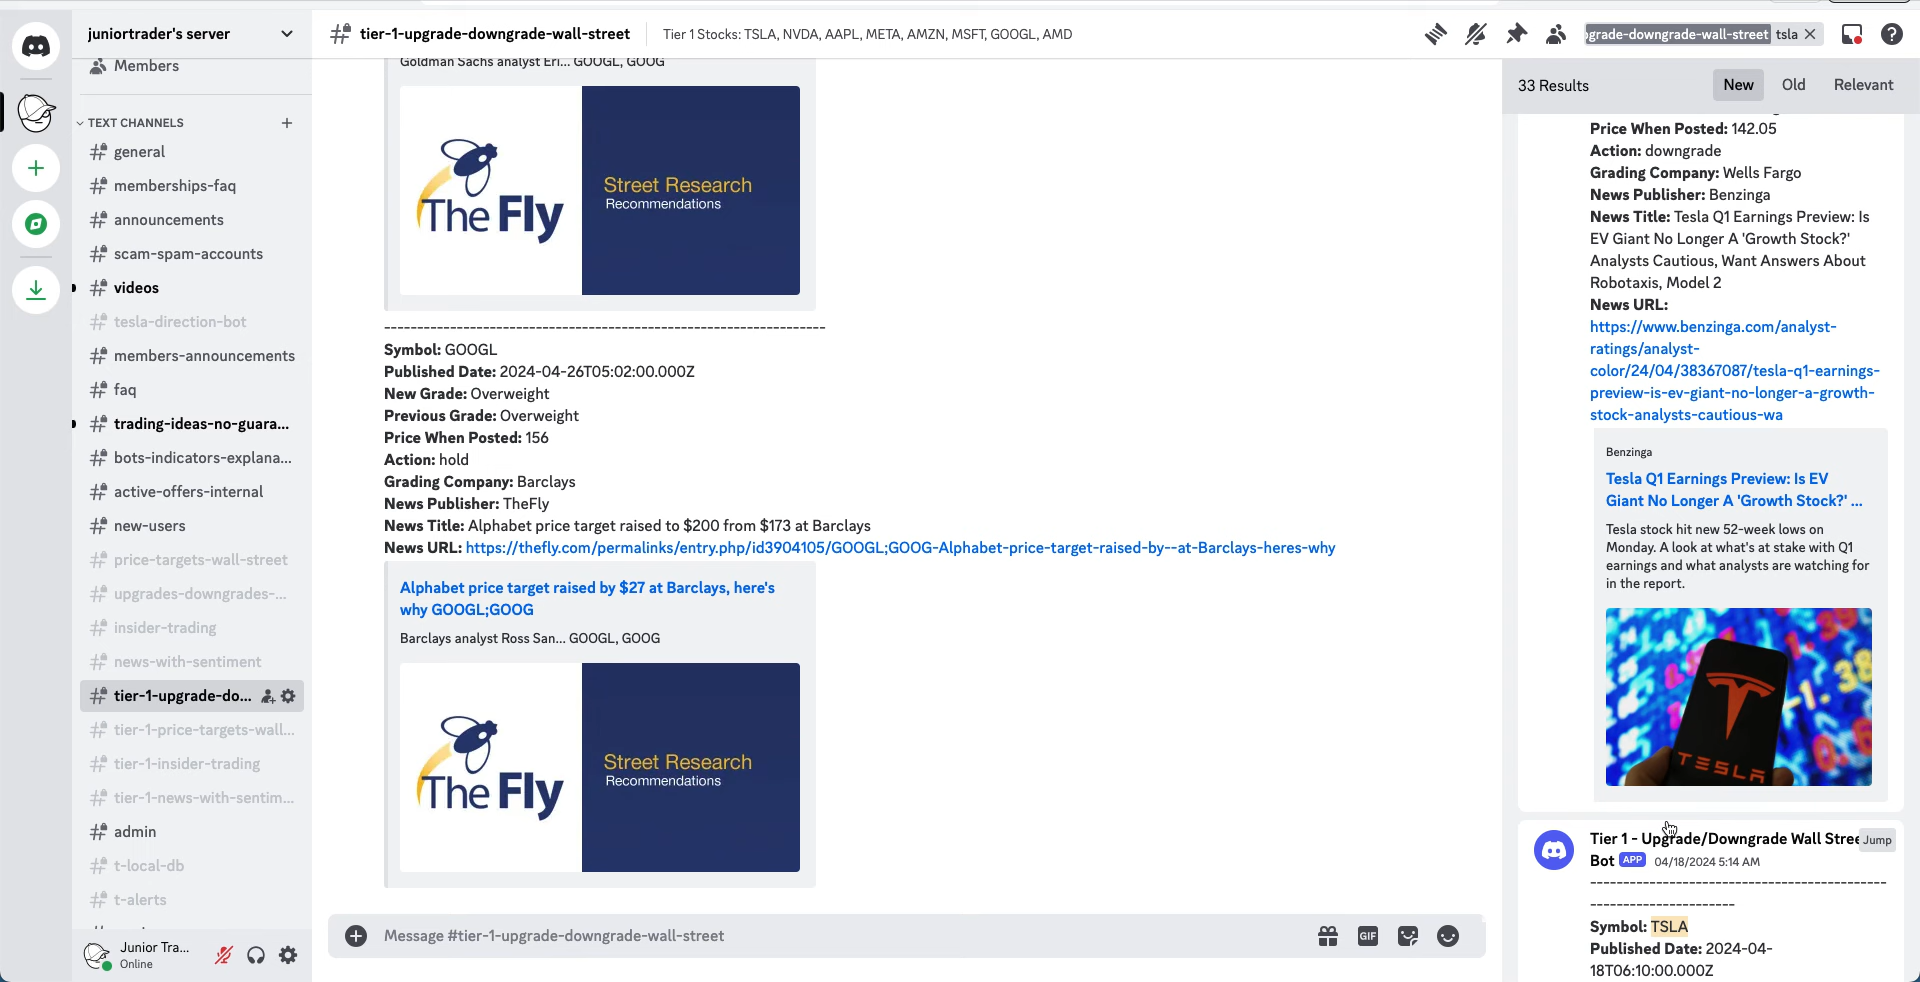 juniortrader's server
Members
TEXT CHANNELS
general
memberships-faq
announcements
scam-spam-accounts
videos
tesla-direction-bot
members-announcements
faq
trading-ideas-no-guara...
bots-indicators-explana...
active-offers-internal
new-users
price-targets-wall-street
upgrades-downgrades-...
insider-trading
news-with-sentiment
tier-1-upgrade-do...
tier-1-price-targets-wall...
tier-1-insider-trading
tier-1-news-with-sentim...
admin
t-local-db
t-alerts
Junior Tra...
Online
tier-1-upgrade-downgrade-wall-street
Tier 1 Stocks: TSLA, NVDA, AAPL, META, AMZN, MSFT, GOOGL, AMD
grade-downgrade-wall-street tsla
Goldman Sachs analyst Eri... GOOGL, GOOG
The Fly
Street Research
Recommendations
-------------------------------------------------------------------
Symbol: GOOGL
Published Date: 2024-04-26T05:02:00.000Z
New Grade: Overweight
Previous Grade: Overweight
Price When Posted: 156
Action: hold
Grading Company: Barclays
News Publisher: TheFly
News Title: Alphabet price target raised to $200 from $173 at Barclays
News URL: https://thefly.com/permalinks/entry.php/id3904105/GOOGL;GOOG-Alphabet-price-target-raised-by--at-Barclays-heres-why
Alphabet price target raised by $27 at Barclays, here's
why GOOGL;GOOG
Barclays analyst Ross San... GOOGL, GOOG
The Fly
Street Research
Recommendations
Message #tier-1-upgrade-downgrade-wall-street
GIF
33 Results
New
Old
Relevant
Price When Posted: 142.05
Action: downgrade
Grading Company: Wells Fargo
News Publisher: Benzinga
News Title: Tesla Q1 Earnings Preview: Is
EV Giant No Longer A 'Growth Stock?'
Analysts Cautious, Want Answers About
Robotaxis, Model 2
News URL:
https://www.benzinga.com/analyst-
ratings/analyst-
color/24/04/38367087/tesla-q1-earnings-
preview-is-ev-giant-no-longer-a-growth-
stock-analysts-cautious-wa
Benzinga
Tesla Q1 Earnings Preview: Is EV
Giant No Longer A 'Growth Stock?' ...
Tesla stock hit new 52-week lows on
Monday. A look at what's at stake with Q1
earnings and what analysts are watching for
in the report.
TESLA
Tier 1 - Upgrade/Downgrade Wall Stree
Jump
Bot APP 04/18/2024 5:14 AM
---------------------------------------------
----------------------
Symbol: TSLA
Published Date: 2024-04-
18T06:10:00.000Z